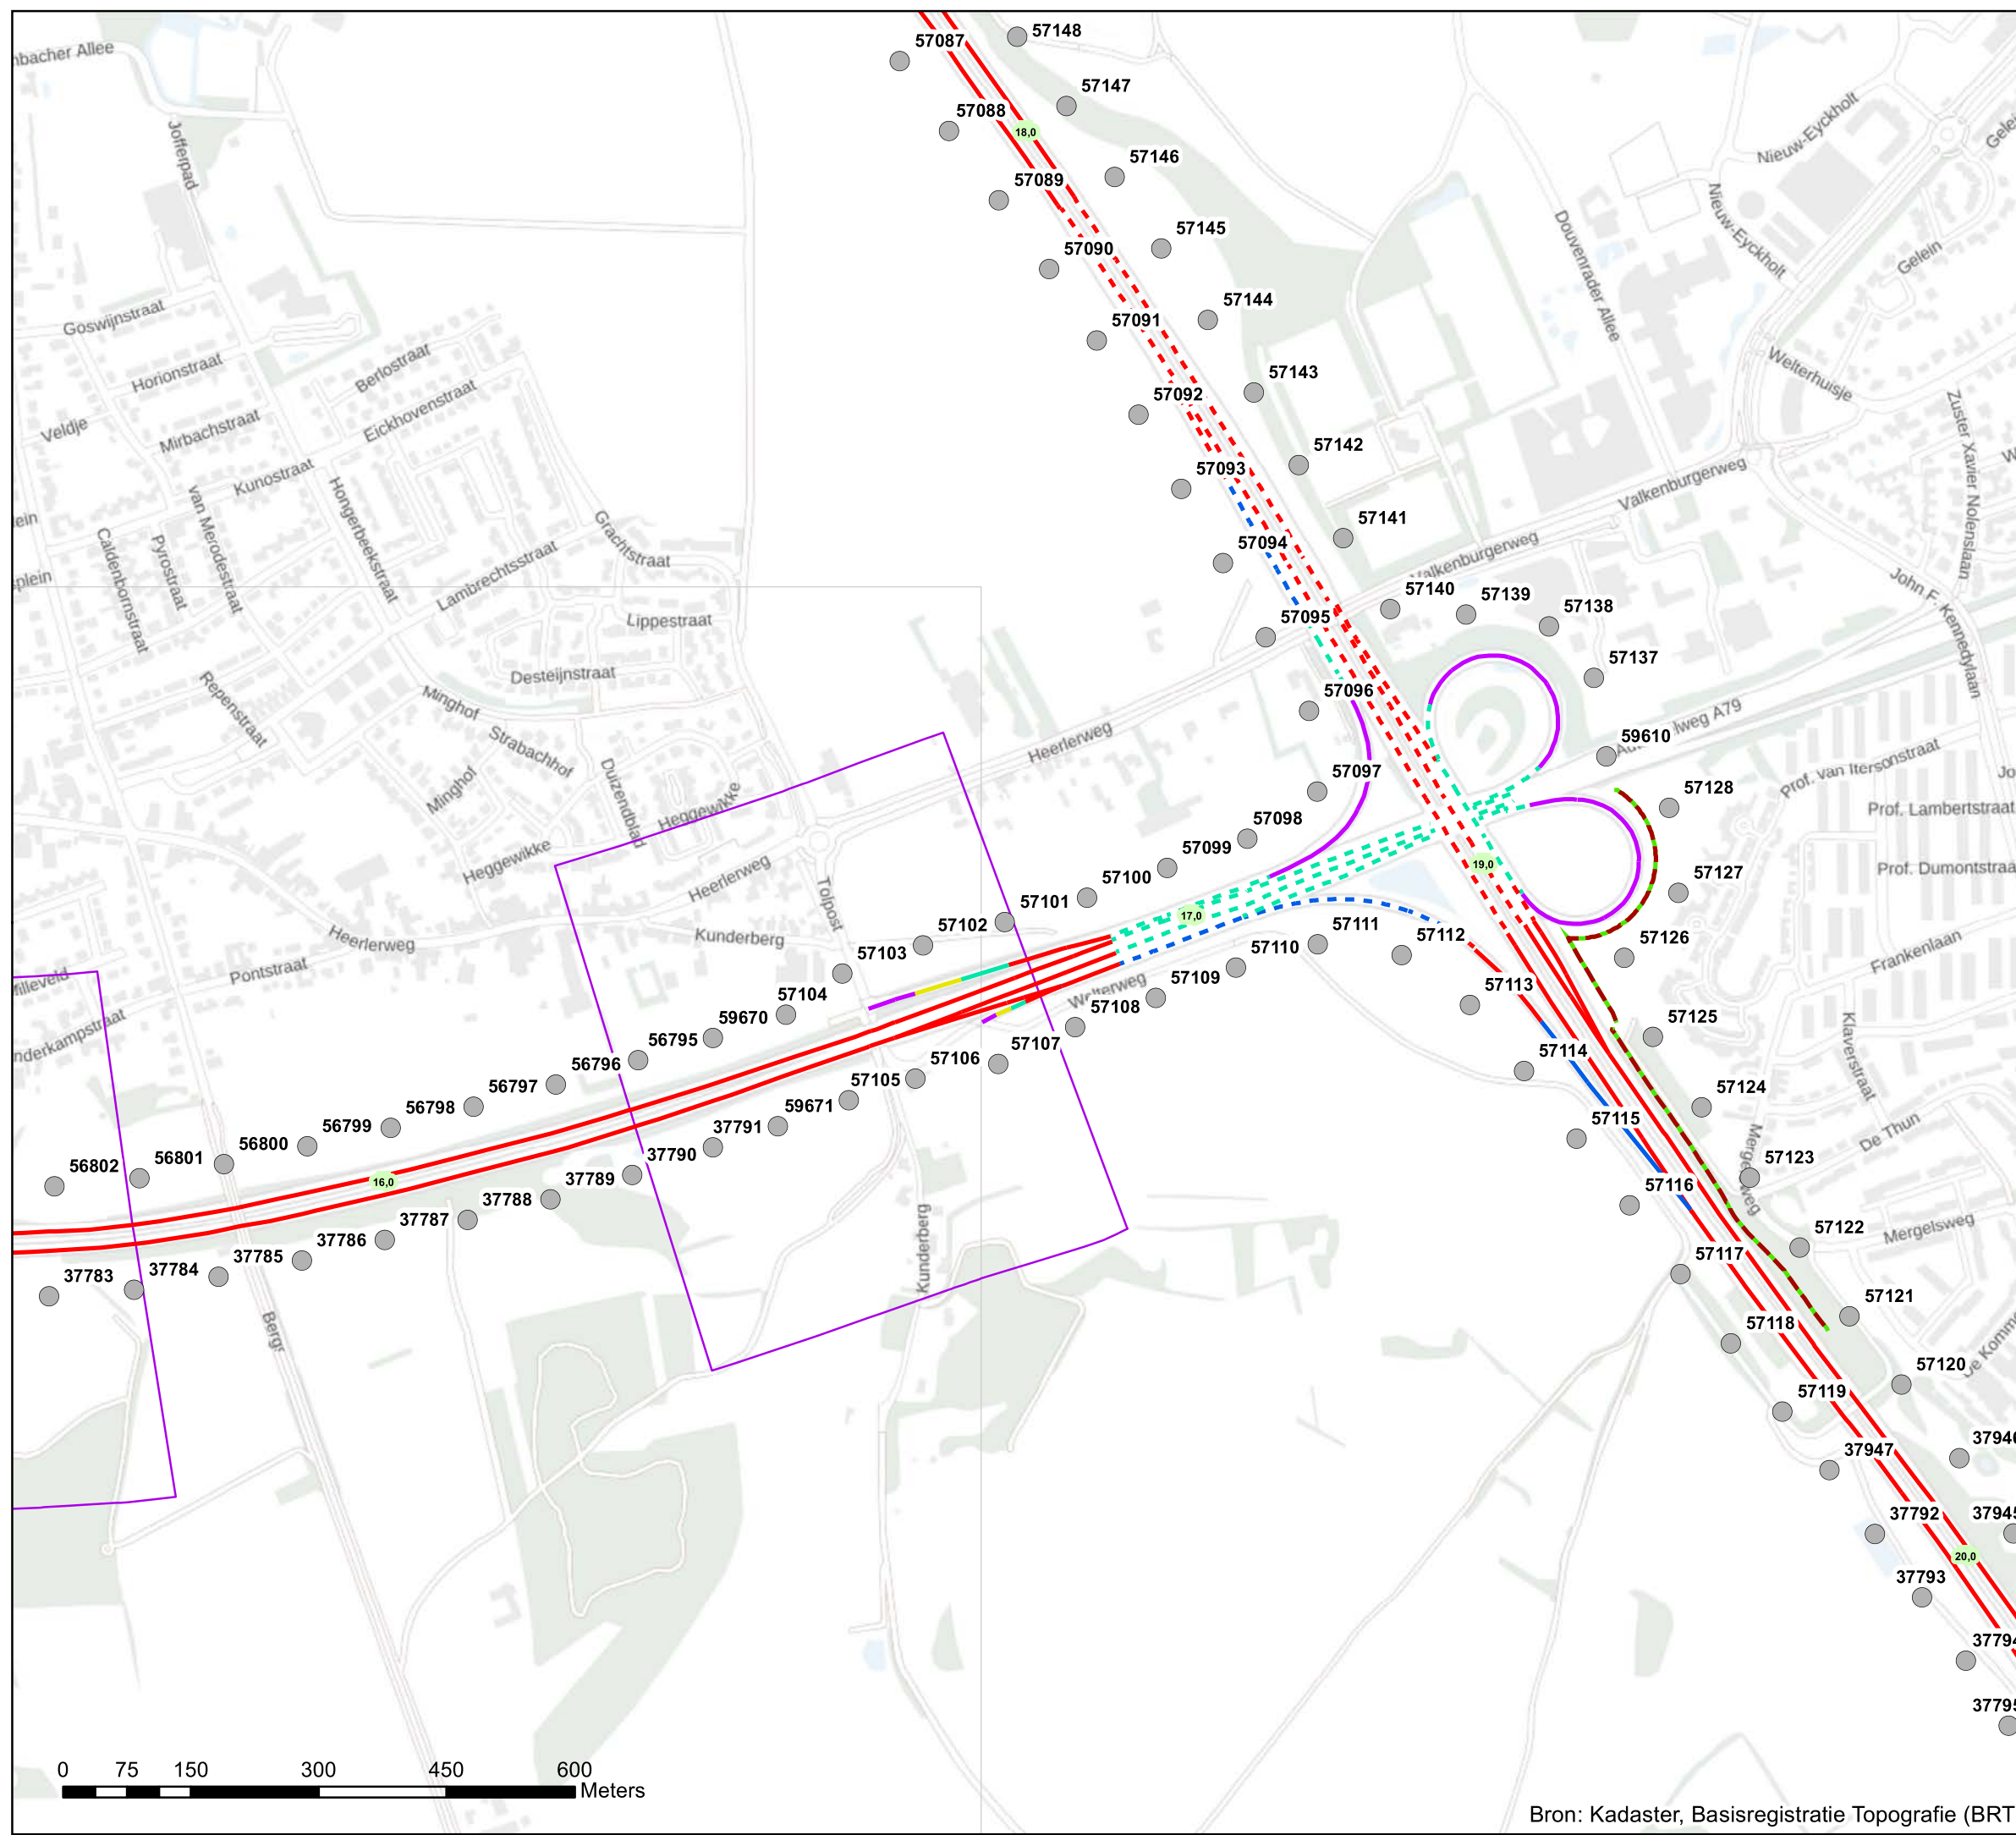 57148
57087
57147
57088
18,0
57146
57089
57145
57090
57144
57091
57143
57092
57142
57093
57141
57094
57140
57139
57138
57095
57137
57096
59610
57097
57128
57098
57099
19,0
57127
57100
57101
17,0
57102
57111
57112
57126
57103
57110
57109
57104
57108
57113
57125
59670
57107
56795
57106
57114
56796
57105
57124
56797
59671
57115
56798
37791
56799
37790
57123
56800
37789
57116
56801
16,0
37788
56802
37787
57122
37786
57117
37785
37784
57121
37783
57118
57120
57119
37947
37792
37945
20,0
37793
37794
37795
Jofferpad
Goswijnstraat
Horionstraat
Berlostraat
Veldje
Mirbachstraat
Eickhovenstraat
Kunostraat
van Merodestraat
Hongerbeekstraat
Grachtstraat
Caldenbornstraat
Pyrostraat
Lambrechtsstraat
Lippestraat
Desteijnstraat
Repenstraat
Minghof
Strabachhof
Minghof
Duizendblad
Heggewikke
Heggewikke
Heerlerweg
Heerlerweg
Heerlerweg
Tolpost
Kunderberg
Pontstraat
Kunderberg
Welterweg
Nieuw-Eyckholt
Nieuw-Eyckholt
Douvenrader Allee
Gelein
Welterhuisje
Zuster Xavier Nolenslaan
Valkenburgerweg
Valkenburgerweg
John F. Kennedylaan
Prof. van Itersonstraat
Prof. Lambertstraat
Prof. Dumontstraa
Frankenlaan
Klaverstraat
De Thun
Mergelsweg
0 75 150 300 450 600
Meters
Bron: Kadaster, Basisregistratie Topografie (BRT